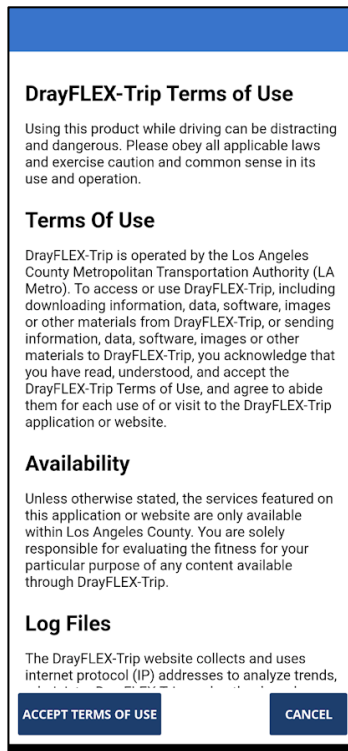 DrayFLEX-Trip Terms of Use
Using this product while driving can be distracting
and dangerous. Please obey all applicable laws
and exercise caution and common sense in its
use and operation.
Terms Of Use
DrayFLEX-Trip is operated by the Los Angeles
County Metropolitan Transportation Authority (LA
Metro). To access or use DrayFLEX-Trip, including
downloading information, data, software, images
or other materials from DrayFLEX-Trip, or sending
information, data, software, images or other
materials to DrayFLEX-Trip, you acknowledge that
you have read, understood, and accept the
DrayFLEX-Trip Terms of Use, and agree to abide
them for each use of or visit to the DrayFLEX-Trip
application or website.
Availability
Unless otherwise stated, the services featured on
this application or website are only available
within Los Angeles County. You are solely
responsible for evaluating the fitness for your
particular purpose of any content available
through DrayFLEX-Trip.
Log Files
The DrayFLEX-Trip website collects and uses
internet protocol (IP) addresses to analyze trends,
ACCEPT TERMS OF USE
CANCEL